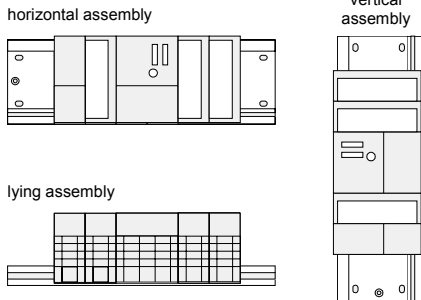 horizontal assembly
vertical
assembly
lying assembly